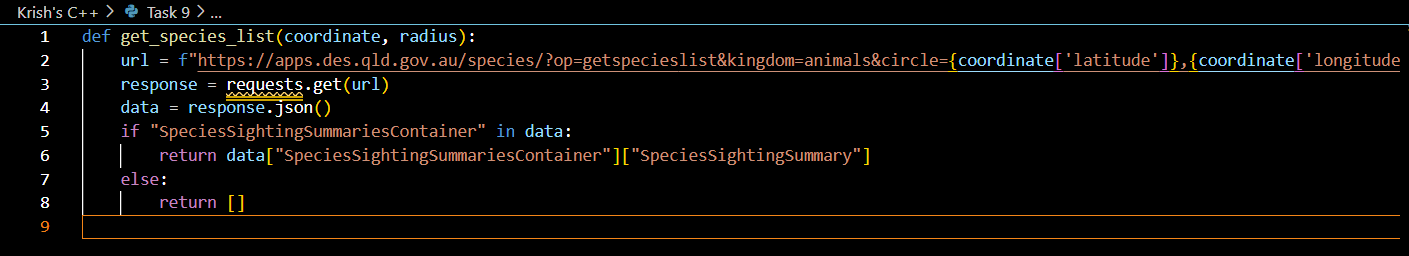 Krish's C++ > Task 9 > ...
1 def get_species_list(coordinate, radius):
2     url = f"https://apps.des.qld.gov.au/species/?op=getspecieslist&kingdom=animals&circle={coordinate['latitude']},{coordinate['longitude
3     response = requests.get(url)
4     data = response.json()
5     if "SpeciesSightingSummariesContainer" in data:
6         return data["SpeciesSightingSummariesContainer"]["SpeciesSightingSummary"]
7     else:
8         return []
9